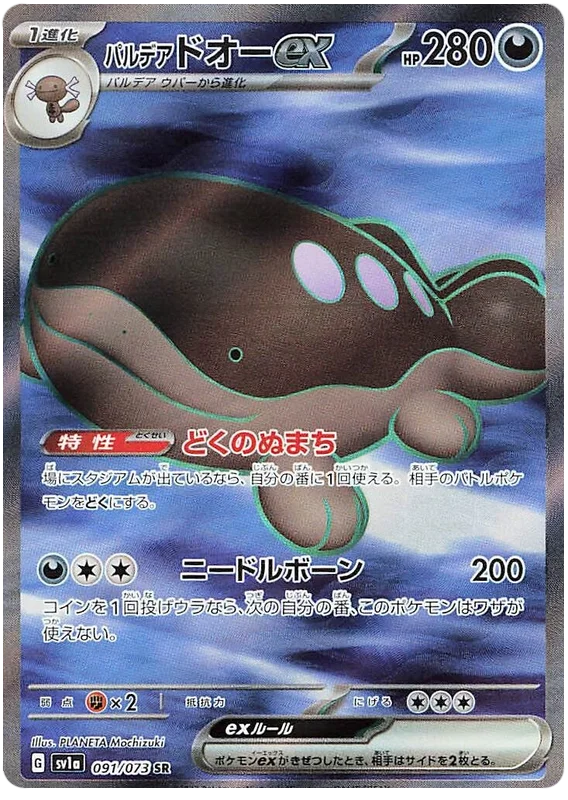 1進化
パルデアドオーex
HP280
パルデア ウパーから進化
特性 とくせい
どくのぬまち
場にスタジアムが出ているなら、自分の番に1回使える。相手のバトルポケ
モンをどくにする。
ニードルボーン 200
コインを1回投げウラなら、次の自分の番、このポケモンはワザが
使えない。
弱点 ×2 抵抗力 にげる
Illus. PLANETA Mochizuki
G sv1a 091/073 SR
exルール
ポケモンexがきぜつしたとき、相手はサイドを2枚とる。